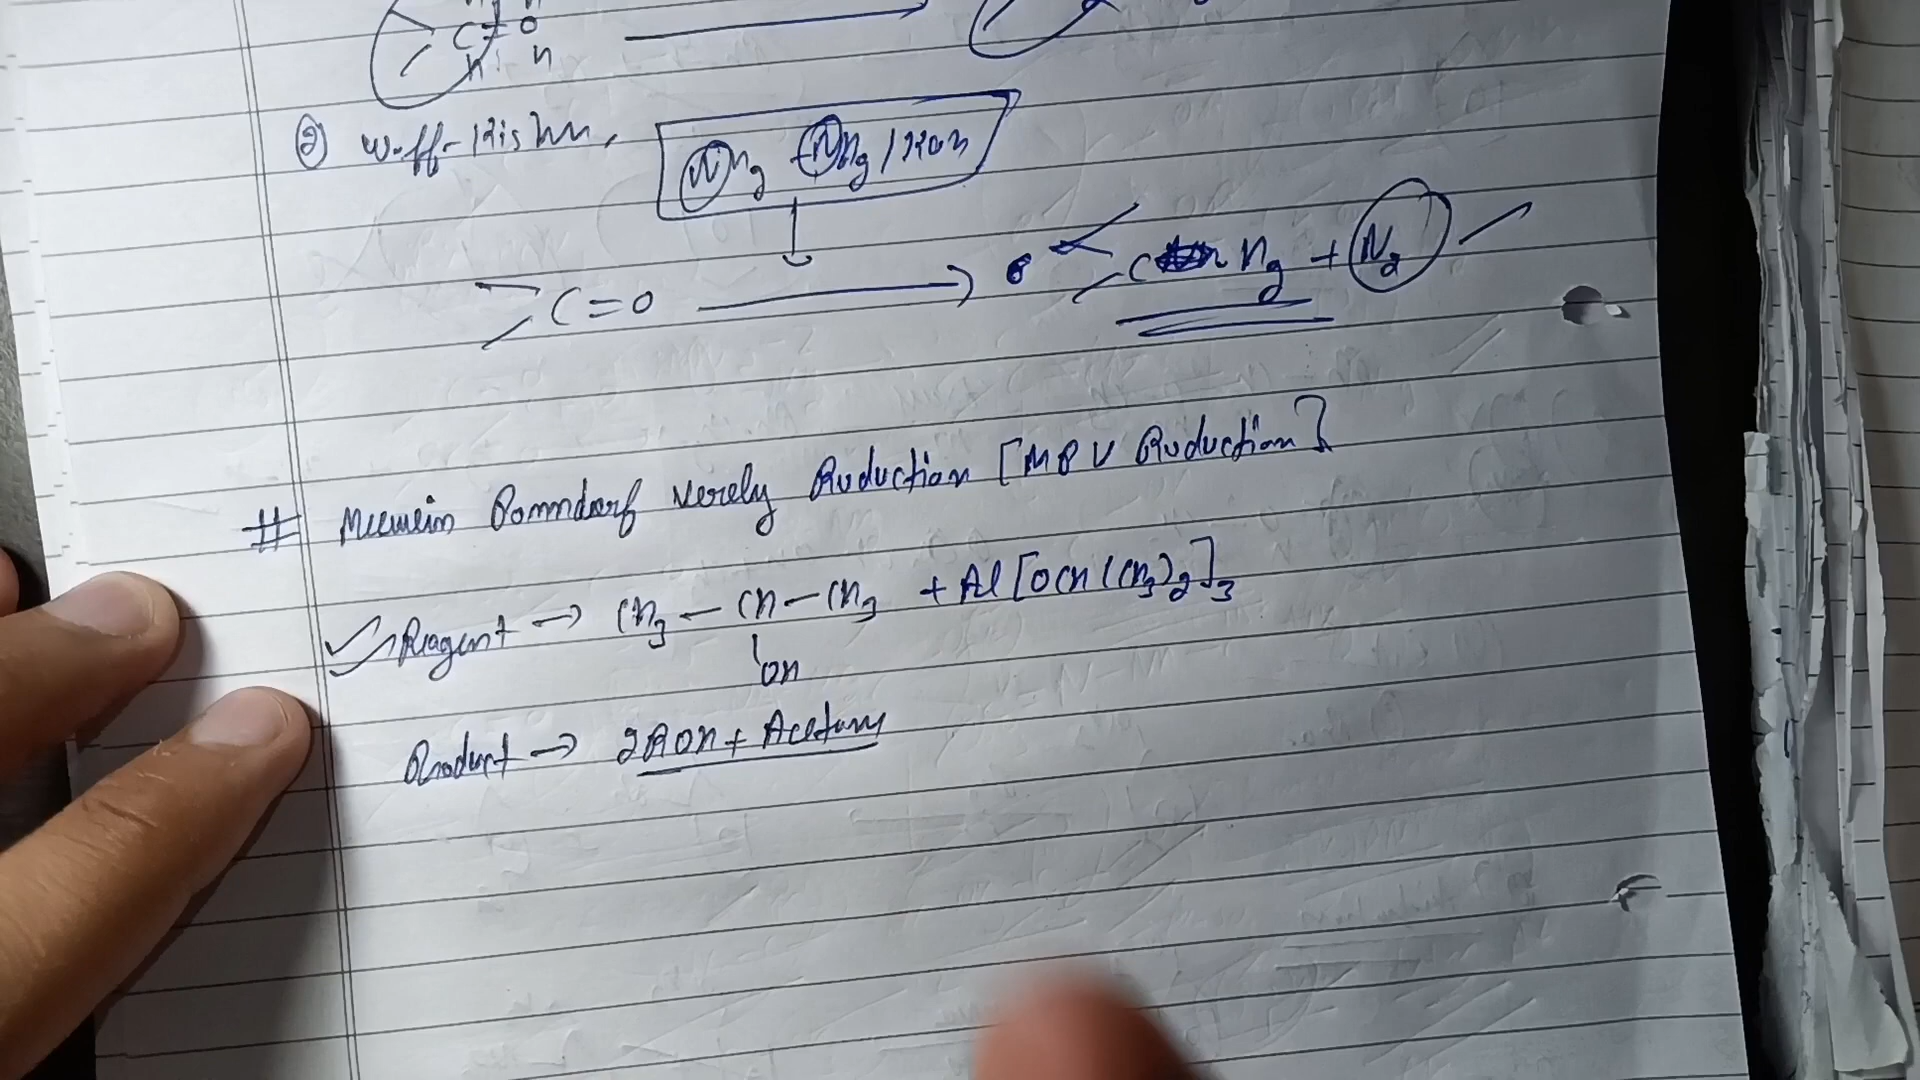 C = O
② Wolff-Kishn.
NH2 - NH2 / KOH
C = O → CH2 + N2
# Meerwein Ponndorf Verely Reduction [MPV Reduction]
Reagent → CH3 — CH — CH3 + Al [OCH(CH3)2]3
OH
Product → 2° ROH + Acetone